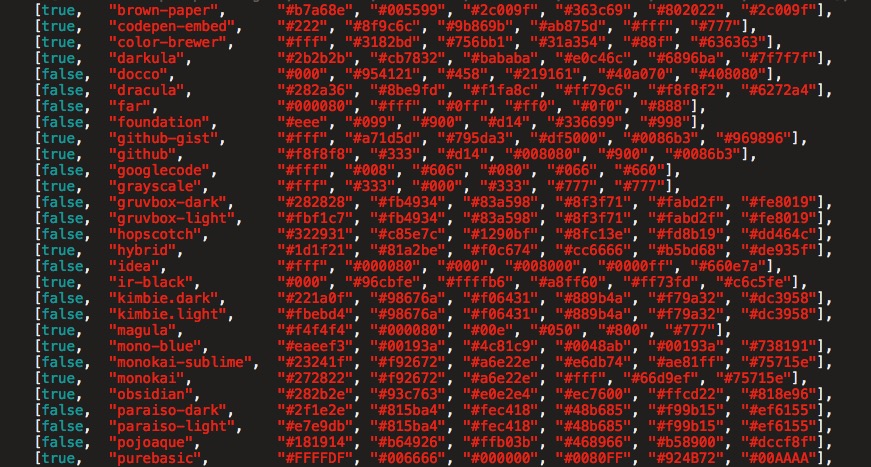 [true, "brown-paper", "#b7a68e", "#005599", "#2c009f", "#363c69", "#802022", "#2c009f"],
[true, "codepen-embed", "#222", "#8f9c6c", "#9b869b", "#ab875d", "#fff", "#777"],
[true, "color-brewer", "#fff", "#3182bd", "#756bb1", "#31a354", "#88f", "#636363"],
[true, "darkula", "#2b2b2b", "#cb7832", "#bababa", "#e0c46c", "#6896ba", "#7f7f7f"],
[false, "docco", "#000", "#954121", "#458", "#219161", "#40a070", "#408080"],
[false, "dracula", "#282a36", "#8be9fd", "#f1fa8c", "#ff79c6", "#f8f8f2", "#6272a4"],
[false, "far", "#000080", "#fff", "#0ff", "#ff0", "#0f0", "#888"],
[false, "foundation", "#eee", "#099", "#900", "#d14", "#336699", "#998"],
[true, "github-gist", "#fff", "#a71d5d", "#795da3", "#df5000", "#0086b3", "#969896"],
[true, "github", "#f8f8f8", "#333", "#d14", "#008080", "#900", "#0086b3"],
[false, "googlecode", "#fff", "#008", "#606", "#080", "#066", "#660"],
[true, "grayscale", "#fff", "#333", "#000", "#333", "#777", "#777"],
[true, "gruvbox-dark", "#282828", "#fb4934", "#83a598", "#8f3f71", "#fabd2f", "#fe8019"],
[true, "gruvbox-light", "#fbf1c7", "#fb4934", "#83a598", "#8f3f71", "#fabd2f", "#fe8019"],
[false, "hopscotch", "#322931", "#c85e7c", "#1290bf", "#8fc13e", "#fd8b19", "#dd464c"],
[true, "hybrid", "#1d1f21", "#81a2be", "#f0c674", "#cc6666", "#b5bd68", "#de935f"],
[false, "idea", "#fff", "#000080", "#000", "#008000", "#0000ff", "#660e7a"],
[true, "ir-black", "#000", "#96cbfe", "#ffffb6", "#a8ff60", "#ff73fd", "#c6c5fe"],
[false, "kimbie.dark", "#221a0f", "#98676a", "#f06431", "#889b4a", "#f79a32", "#dc3958"],
[false, "kimbie.light", "#fbebd4", "#98676a", "#f06431", "#889b4a", "#f79a32", "#dc3958"],
[true, "magula", "#f4f4f4", "#000080", "#00e", "#050", "#800", "#777"],
[true, "mono-blue", "#eaeef3", "#00193a", "#4c81c9", "#0048ab", "#00193a", "#738191"],
[false, "monokai-sublime", "#23241f", "#f92672", "#a6e22e", "#e6db74", "#ae81ff", "#75715e"],
[true, "monokai", "#272822", "#f92672", "#a6e22e", "#fff", "#66d9ef", "#75715e"],
[true, "obsidian", "#282b2e", "#93c763", "#e0e2e4", "#ec7600", "#ffcd22", "#818e96"],
[false, "paraiso-dark", "#2f1e2e", "#815ba4", "#fec418", "#48b685", "#f99b15", "#ef6155"],
[false, "paraiso-light", "#e7e9db", "#815ba4", "#fec418", "#48b685", "#f99b15", "#ef6155"],
[false, "pojoaque", "#181914", "#b64926", "#ffb03b", "#468966", "#b58900", "#dccf8f"],
[true, "purebasic", "#FFFFDF", "#006666", "#000000", "#0080FF", "#924B72", "#00AAAA"],